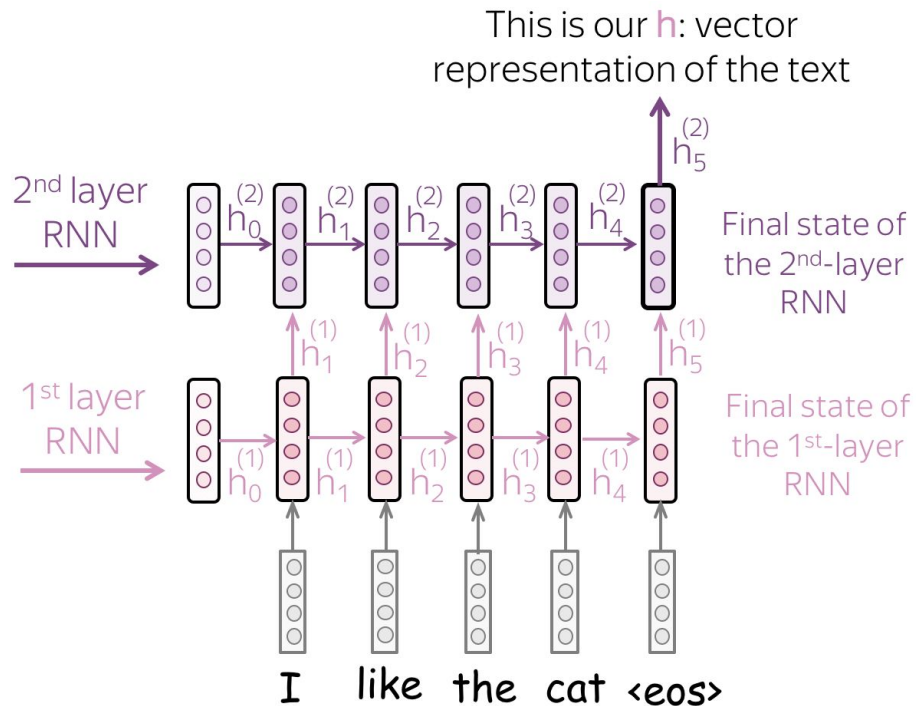 This is our h: vector
representation of the text
h₅⁽²⁾
2ⁿᵈ layer
RNN
h₀⁽²⁾ h₁⁽²⁾ h₂⁽²⁾ h₃⁽²⁾ h₄⁽²⁾
Final state of
the 2ⁿᵈ-layer
RNN
h₁⁽¹⁾ h₂⁽¹⁾ h₃⁽¹⁾ h₄⁽¹⁾ h₅⁽¹⁾
1ˢᵗ layer
RNN
h₀⁽¹⁾ h₁⁽¹⁾ h₂⁽¹⁾ h₃⁽¹⁾ h₄⁽¹⁾
Final state of
the 1ˢᵗ-layer
RNN
I like the cat <eos>